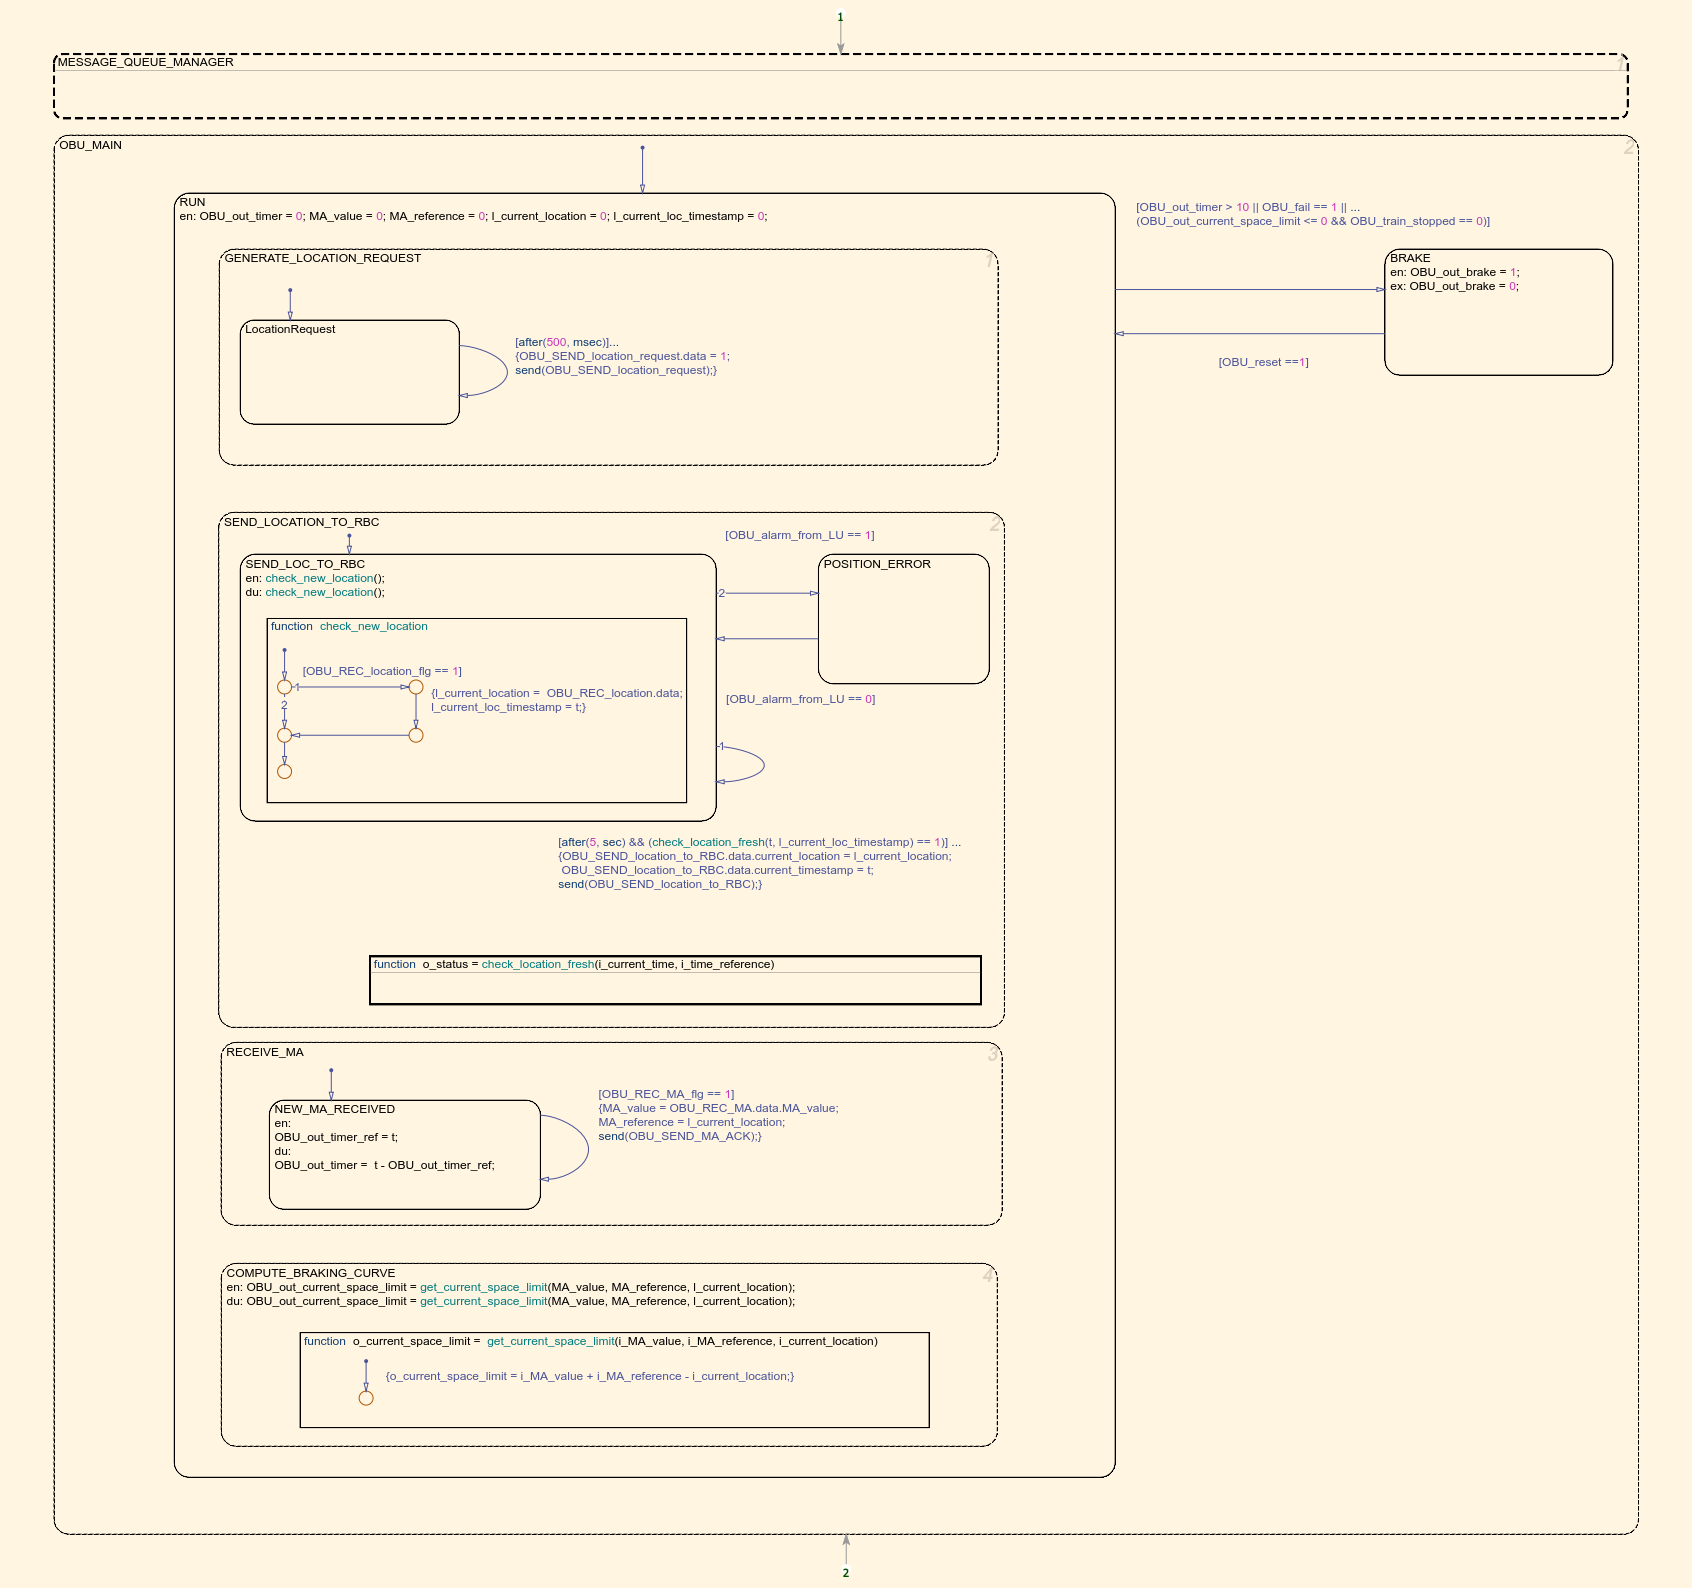 1
MESSAGE_QUEUE_MANAGER
1
OBU_MAIN
2
RUN
en: OBU_out_timer = 0; MA_value = 0; MA_reference = 0; l_current_location = 0; l_current_loc_timestamp = 0;
[OBU_out_timer > 10 || OBU_fail == 1 || ...
(OBU_out_current_space_limit <= 0 && OBU_train_stopped == 0)]
BRAKE
en: OBU_out_brake = 1;
ex: OBU_out_brake = 0;
[OBU_reset ==1]
GENERATE_LOCATION_REQUEST
1
LocationRequest
[after(500, msec)]...
{OBU_SEND_location_request.data = 1;
send(OBU_SEND_location_request);}
SEND_LOCATION_TO_RBC
2
[OBU_alarm_from_LU == 1]
SEND_LOC_TO_RBC
en: check_new_location();
du: check_new_location();
POSITION_ERROR
2
function check_new_location
[OBU_REC_location_flg == 1]
1
{l_current_location = OBU_REC_location.data;
l_current_loc_timestamp = t;}
2
[OBU_alarm_from_LU == 0]
1
[after(5, sec) && (check_location_fresh(t, l_current_loc_timestamp) == 1)] ...
{OBU_SEND_location_to_RBC.data.current_location = l_current_location;
OBU_SEND_location_to_RBC.data.current_timestamp = t;
send(OBU_SEND_location_to_RBC);}
function o_status = check_location_fresh(i_current_time, i_time_reference)
RECEIVE_MA
3
NEW_MA_RECEIVED
en:
OBU_out_timer_ref = t;
du:
OBU_out_timer = t - OBU_out_timer_ref;
[OBU_REC_MA_flg == 1]
{MA_value = OBU_REC_MA.data.MA_value;
MA_reference = l_current_location;
send(OBU_SEND_MA_ACK);}
COMPUTE_BRAKING_CURVE
4
en: OBU_out_current_space_limit = get_current_space_limit(MA_value, MA_reference, l_current_location);
du: OBU_out_current_space_limit = get_current_space_limit(MA_value, MA_reference, l_current_location);
function o_current_space_limit = get_current_space_limit(i_MA_value, i_MA_reference, i_current_location)
{o_current_space_limit = i_MA_value + i_MA_reference - i_current_location;}
2